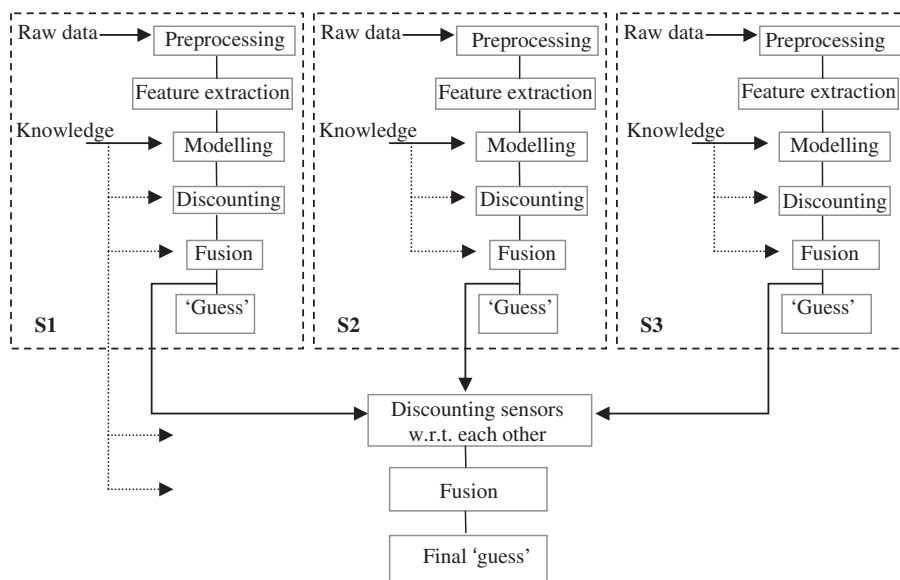 Raw data
Preprocessing
Feature extraction
Knowledge
Modelling
Discounting
Fusion
‘Guess’
S1
Raw data
Preprocessing
Feature extraction
Knowledge
Modelling
Discounting
Fusion
‘Guess’
S2
Raw data
Preprocessing
Feature extraction
Knowledge
Modelling
Discounting
Fusion
‘Guess’
S3
Discounting sensors
w.r.t. each other
Fusion
Final ‘guess’